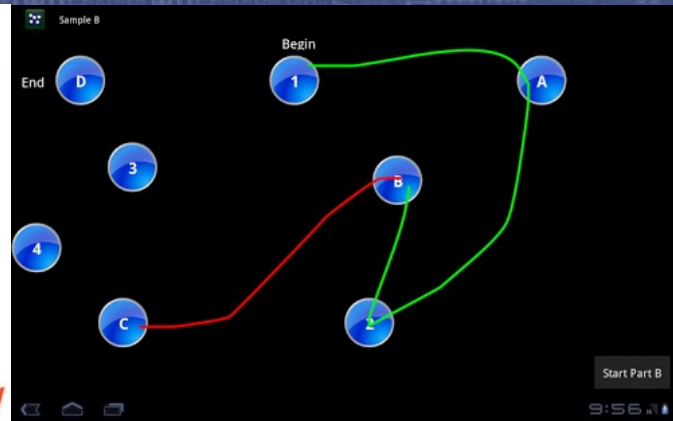 Sample B
Begin
End D 1 A
3 B
4
C 2
Start Part B
9:56